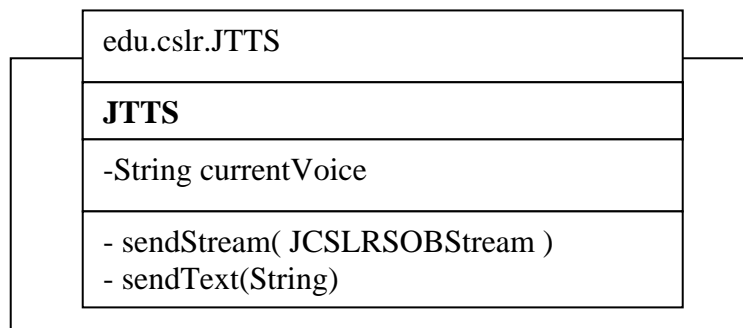 edu.cslr.JTTS
JTTS
-String currentVoice
- sendStream( JCSLRSOBStream )
- sendText(String)